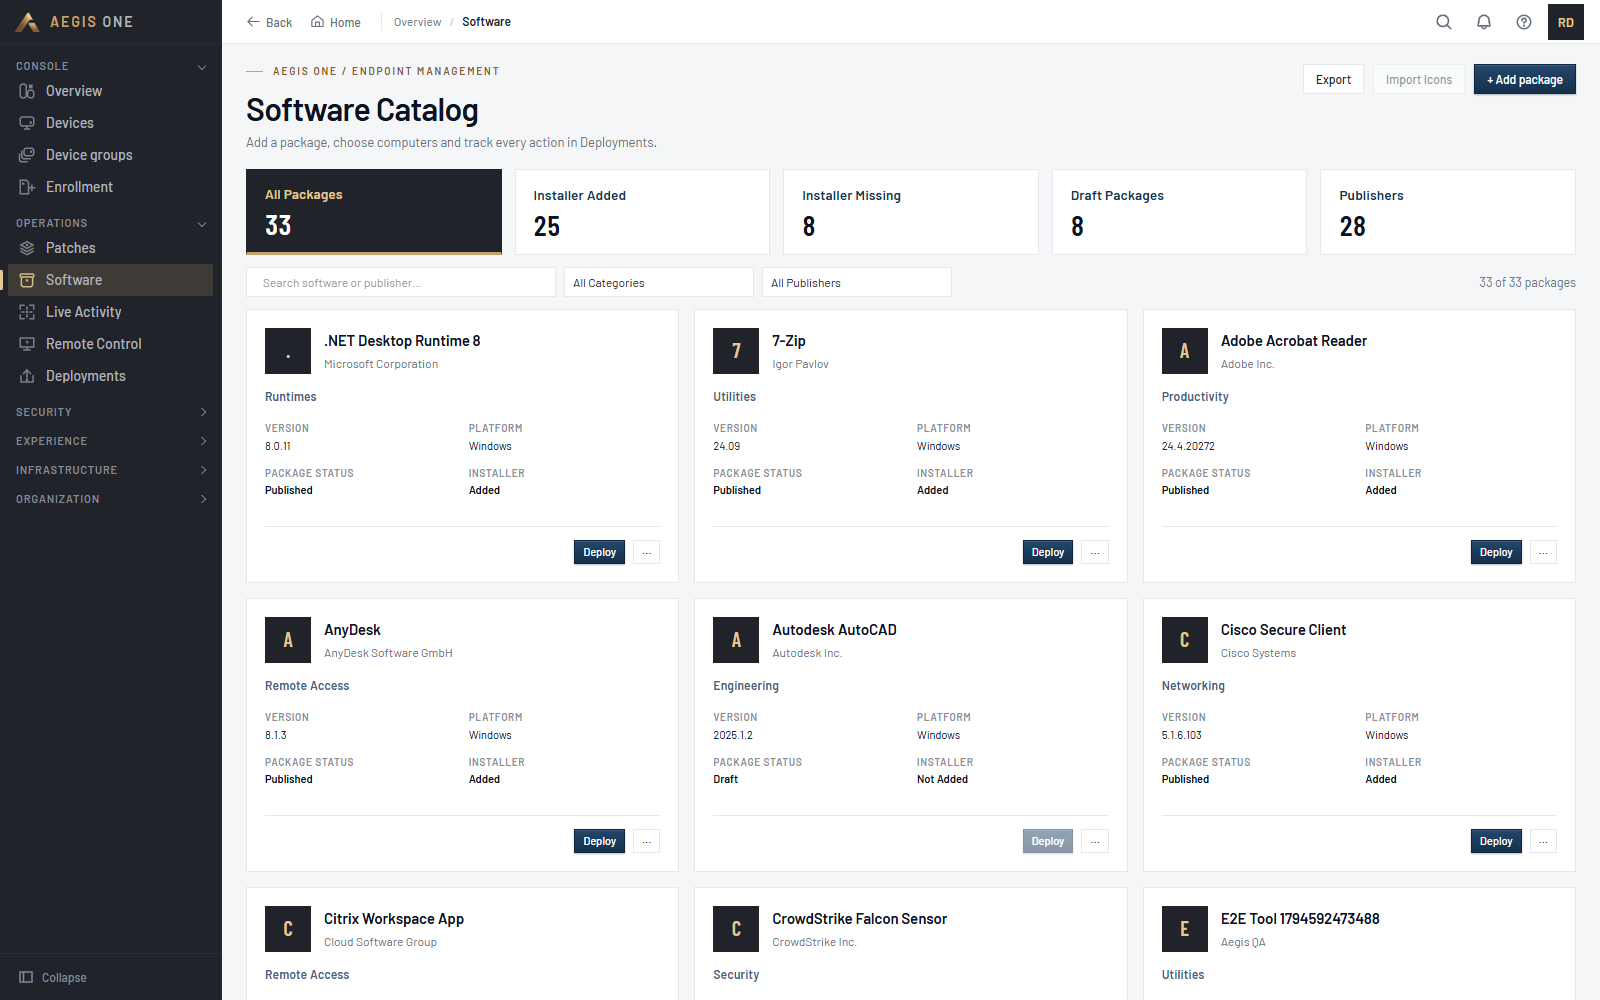 AEGIS ONE
CONSOLE
Overview
Devices
Device groups
Enrollment
OPERATIONS
Patches
Software
Live Activity
Remote Control
Deployments
SECURITY
EXPERIENCE
INFRASTRUCTURE
ORGANIZATION
Collapse
Back Home Overview / Software
RD
AEGIS ONE / ENDPOINT MANAGEMENT
Software Catalog
Add a package, choose computers and track every action in Deployments.
Export Import Icons + Add package
All Packages
33
Installer Added
25
Installer Missing
8
Draft Packages
8
Publishers
28
Search software or publisher... All Categories All Publishers 33 of 33 packages
.
.NET Desktop Runtime 8
Microsoft Corporation
Runtimes
VERSION PLATFORM
8.0.11 Windows
PACKAGE STATUS INSTALLER
Published Added
Deploy ...
7
7-Zip
Igor Pavlov
Utilities
VERSION PLATFORM
24.09 Windows
PACKAGE STATUS INSTALLER
Published Added
Deploy ...
A
Adobe Acrobat Reader
Adobe Inc.
Productivity
VERSION PLATFORM
24.4.20272 Windows
PACKAGE STATUS INSTALLER
Published Added
Deploy ...
A
AnyDesk
AnyDesk Software GmbH
Remote Access
VERSION PLATFORM
8.1.3 Windows
PACKAGE STATUS INSTALLER
Published Added
Deploy ...
A
Autodesk AutoCAD
Autodesk Inc.
Engineering
VERSION PLATFORM
2025.1.2 Windows
PACKAGE STATUS INSTALLER
Draft Not Added
Deploy ...
C
Cisco Secure Client
Cisco Systems
Networking
VERSION PLATFORM
5.1.6.103 Windows
PACKAGE STATUS INSTALLER
Published Added
Deploy ...
C
Citrix Workspace App
Cloud Software Group
Remote Access
C
CrowdStrike Falcon Sensor
CrowdStrike Inc.
Security
E
E2E Tool 1794592473488
Aegis QA
Utilities